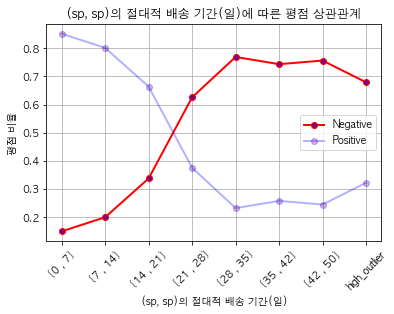 (sp, sp)의 절대적 배송 기간(일)에 따른 평점 상관관계
평점 비율
0.8
0.7
0.6
0.5
0.4
0.3
0.2
Negative
Positive
(0 , 7)
(7 , 14)
(14 , 21)
(21 , 28)
(28 , 35)
(35 , 42)
(42 , 50)
hgh_outlier
(sp, sp)의 절대적 배송 기간(일)